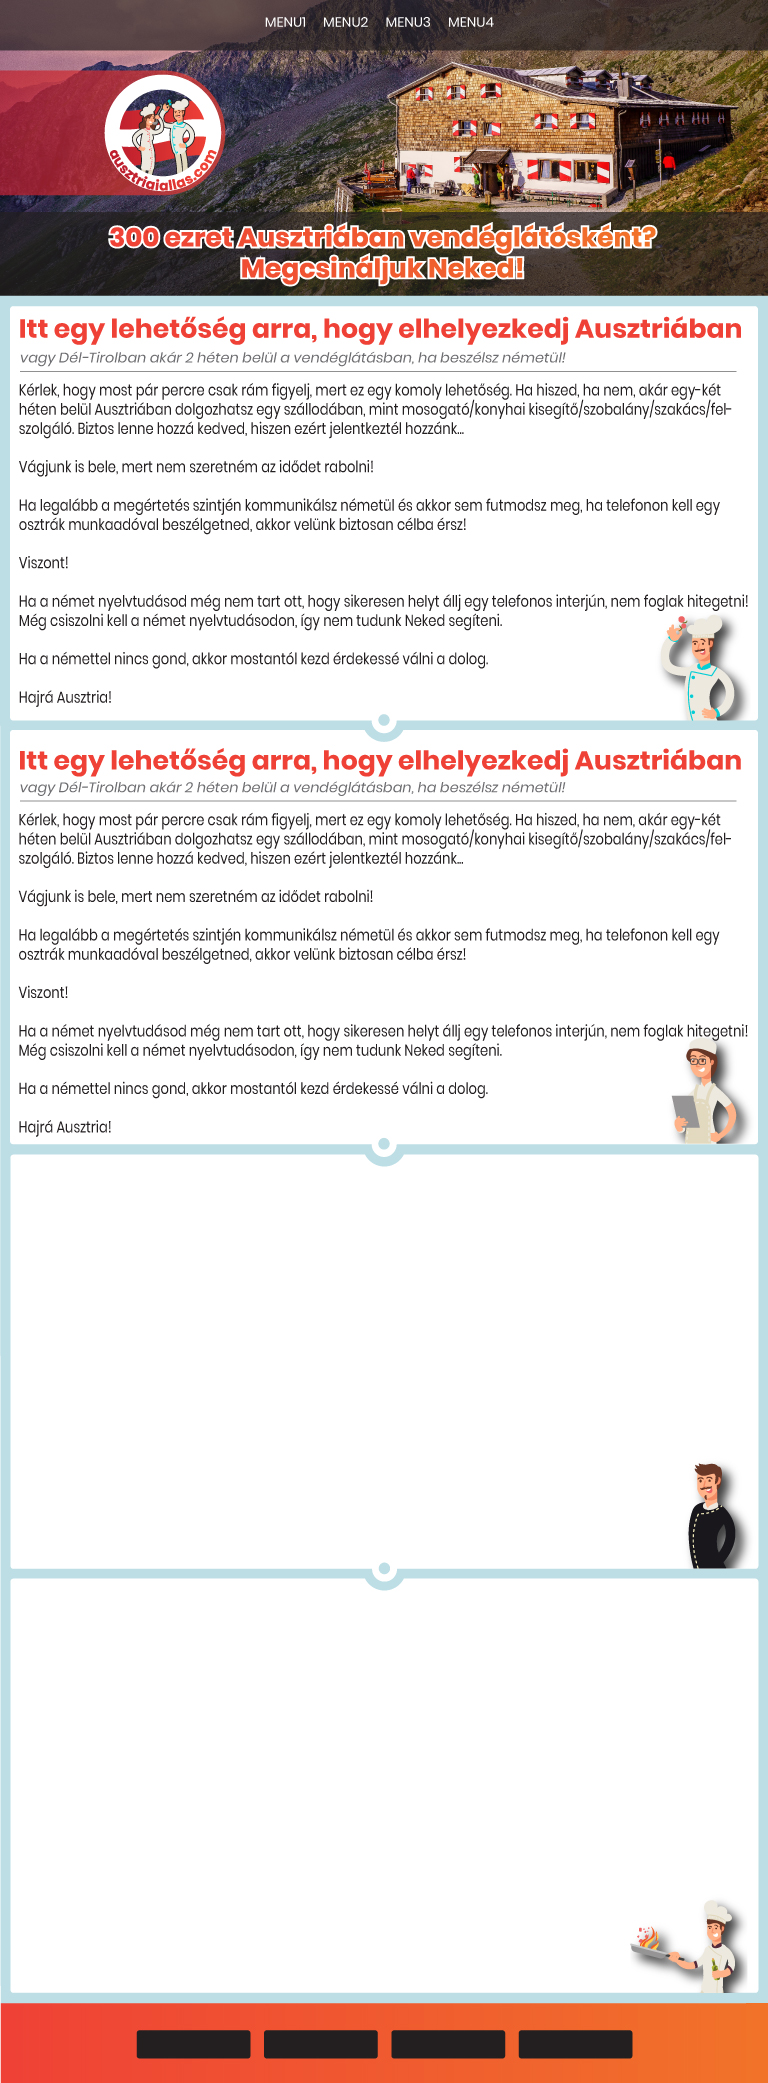 MENU1 MENU2 MENU3 MENU4
ausztriaiallas.com
300 ezret Ausztriában vendéglátósként?
Megcsináljuk Neked!
Itt egy lehetőség arra, hogy elhelyezkedj Ausztriában
vagy Dél-Tirolban akár 2 héten belül a vendéglátásban, ha beszélsz németül!
Kérlek, hogy most pár percre csak rám figyelj, mert ez egy komoly lehetőség. Ha hiszed, ha nem, akár egy-két
héten belül Ausztriában dolgozhatsz egy szállodában, mint mosogató/konyhai kisegítő/szobalány/szakács/fel-
szolgáló. Biztos lenne hozzá kedved, hiszen ezért jelentkeztél hozzánk...
Vágjunk is bele, mert nem szeretném az idődet rabolni!
Ha legalább a megértetés szintjén kommunikálsz németül és akkor sem futmodsz meg, ha telefonon kell egy
osztrák munkaadóval beszélgetned, akkor velünk biztosan célba érsz!
Viszont!
Ha a német nyelvtudásod még nem tart ott, hogy sikeresen helyt állj egy telefonos interjún, nem foglak hitegetni!
Még csiszolni kell a német nyelvtudásodon, így nem tudunk Neked segíteni.
Ha a némettel nincs gond, akkor mostantól kezd érdekessé válni a dolog.
Hajrá Ausztria!
Itt egy lehetőség arra, hogy elhelyezkedj Ausztriában
vagy Dél-Tirolban akár 2 héten belül a vendéglátásban, ha beszélsz németül!
Kérlek, hogy most pár percre csak rám figyelj, mert ez egy komoly lehetőség. Ha hiszed, ha nem, akár egy-két
héten belül Ausztriában dolgozhatsz egy szállodában, mint mosogató/konyhai kisegítő/szobalány/szakács/fel-
szolgáló. Biztos lenne hozzá kedved, hiszen ezért jelentkeztél hozzánk...
Vágjunk is bele, mert nem szeretném az idődet rabolni!
Ha legalább a megértetés szintjén kommunikálsz németül és akkor sem futmodsz meg, ha telefonon kell egy
osztrák munkaadóval beszélgetned, akkor velünk biztosan célba érsz!
Viszont!
Ha a német nyelvtudásod még nem tart ott, hogy sikeresen helyt állj egy telefonos interjún, nem foglak hitegetni!
Még csiszolni kell a német nyelvtudásodon, így nem tudunk Neked segíteni.
Ha a némettel nincs gond, akkor mostantól kezd érdekessé válni a dolog.
Hajrá Ausztria!